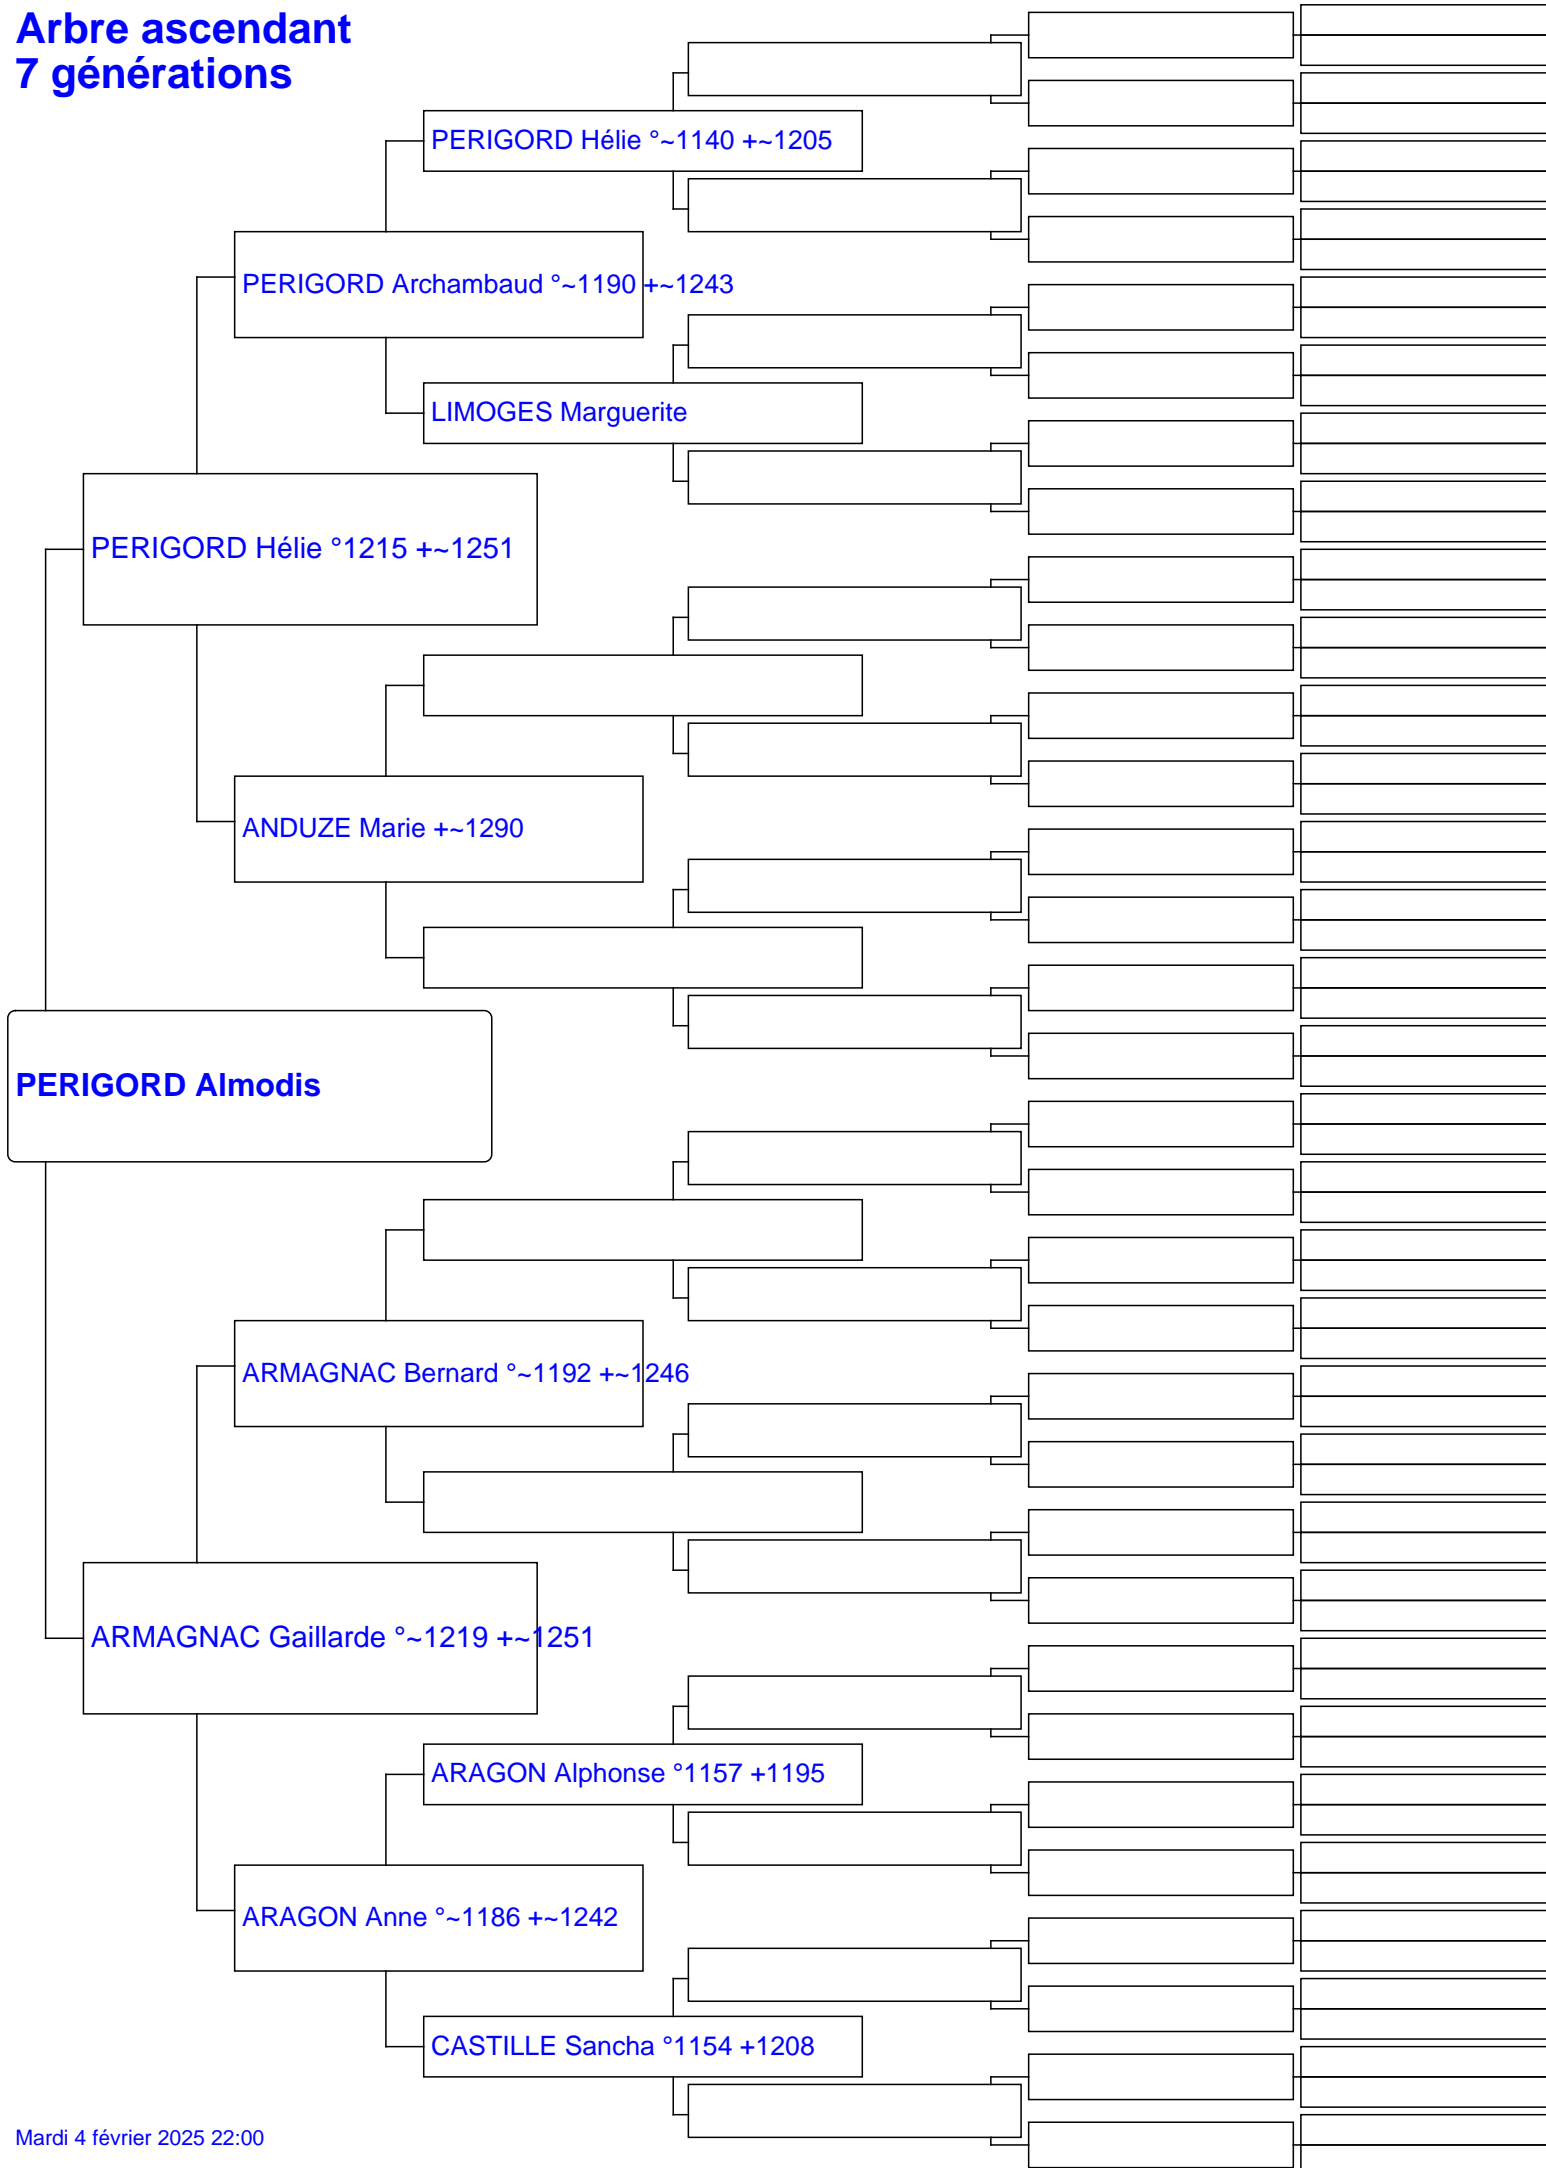 Arbre ascendant
7 générations
PERIGORD Hélie °~1140 +~1205
PERIGORD Archambaud °~1190 +~1243
LIMOGES Marguerite
PERIGORD Hélie °1215 +~1251
ANDUZE Marie +~1290
PERIGORD Almodis
ARMAGNAC Bernard °~1192 +~1246
ARMAGNAC Gaillarde °~1219 +~1251
ARAGON Alphonse °1157 +1195
ARAGON Anne °~1186 +~1242
CASTILLE Sancha °1154 +1208
Mardi 4 février 2025 22:00